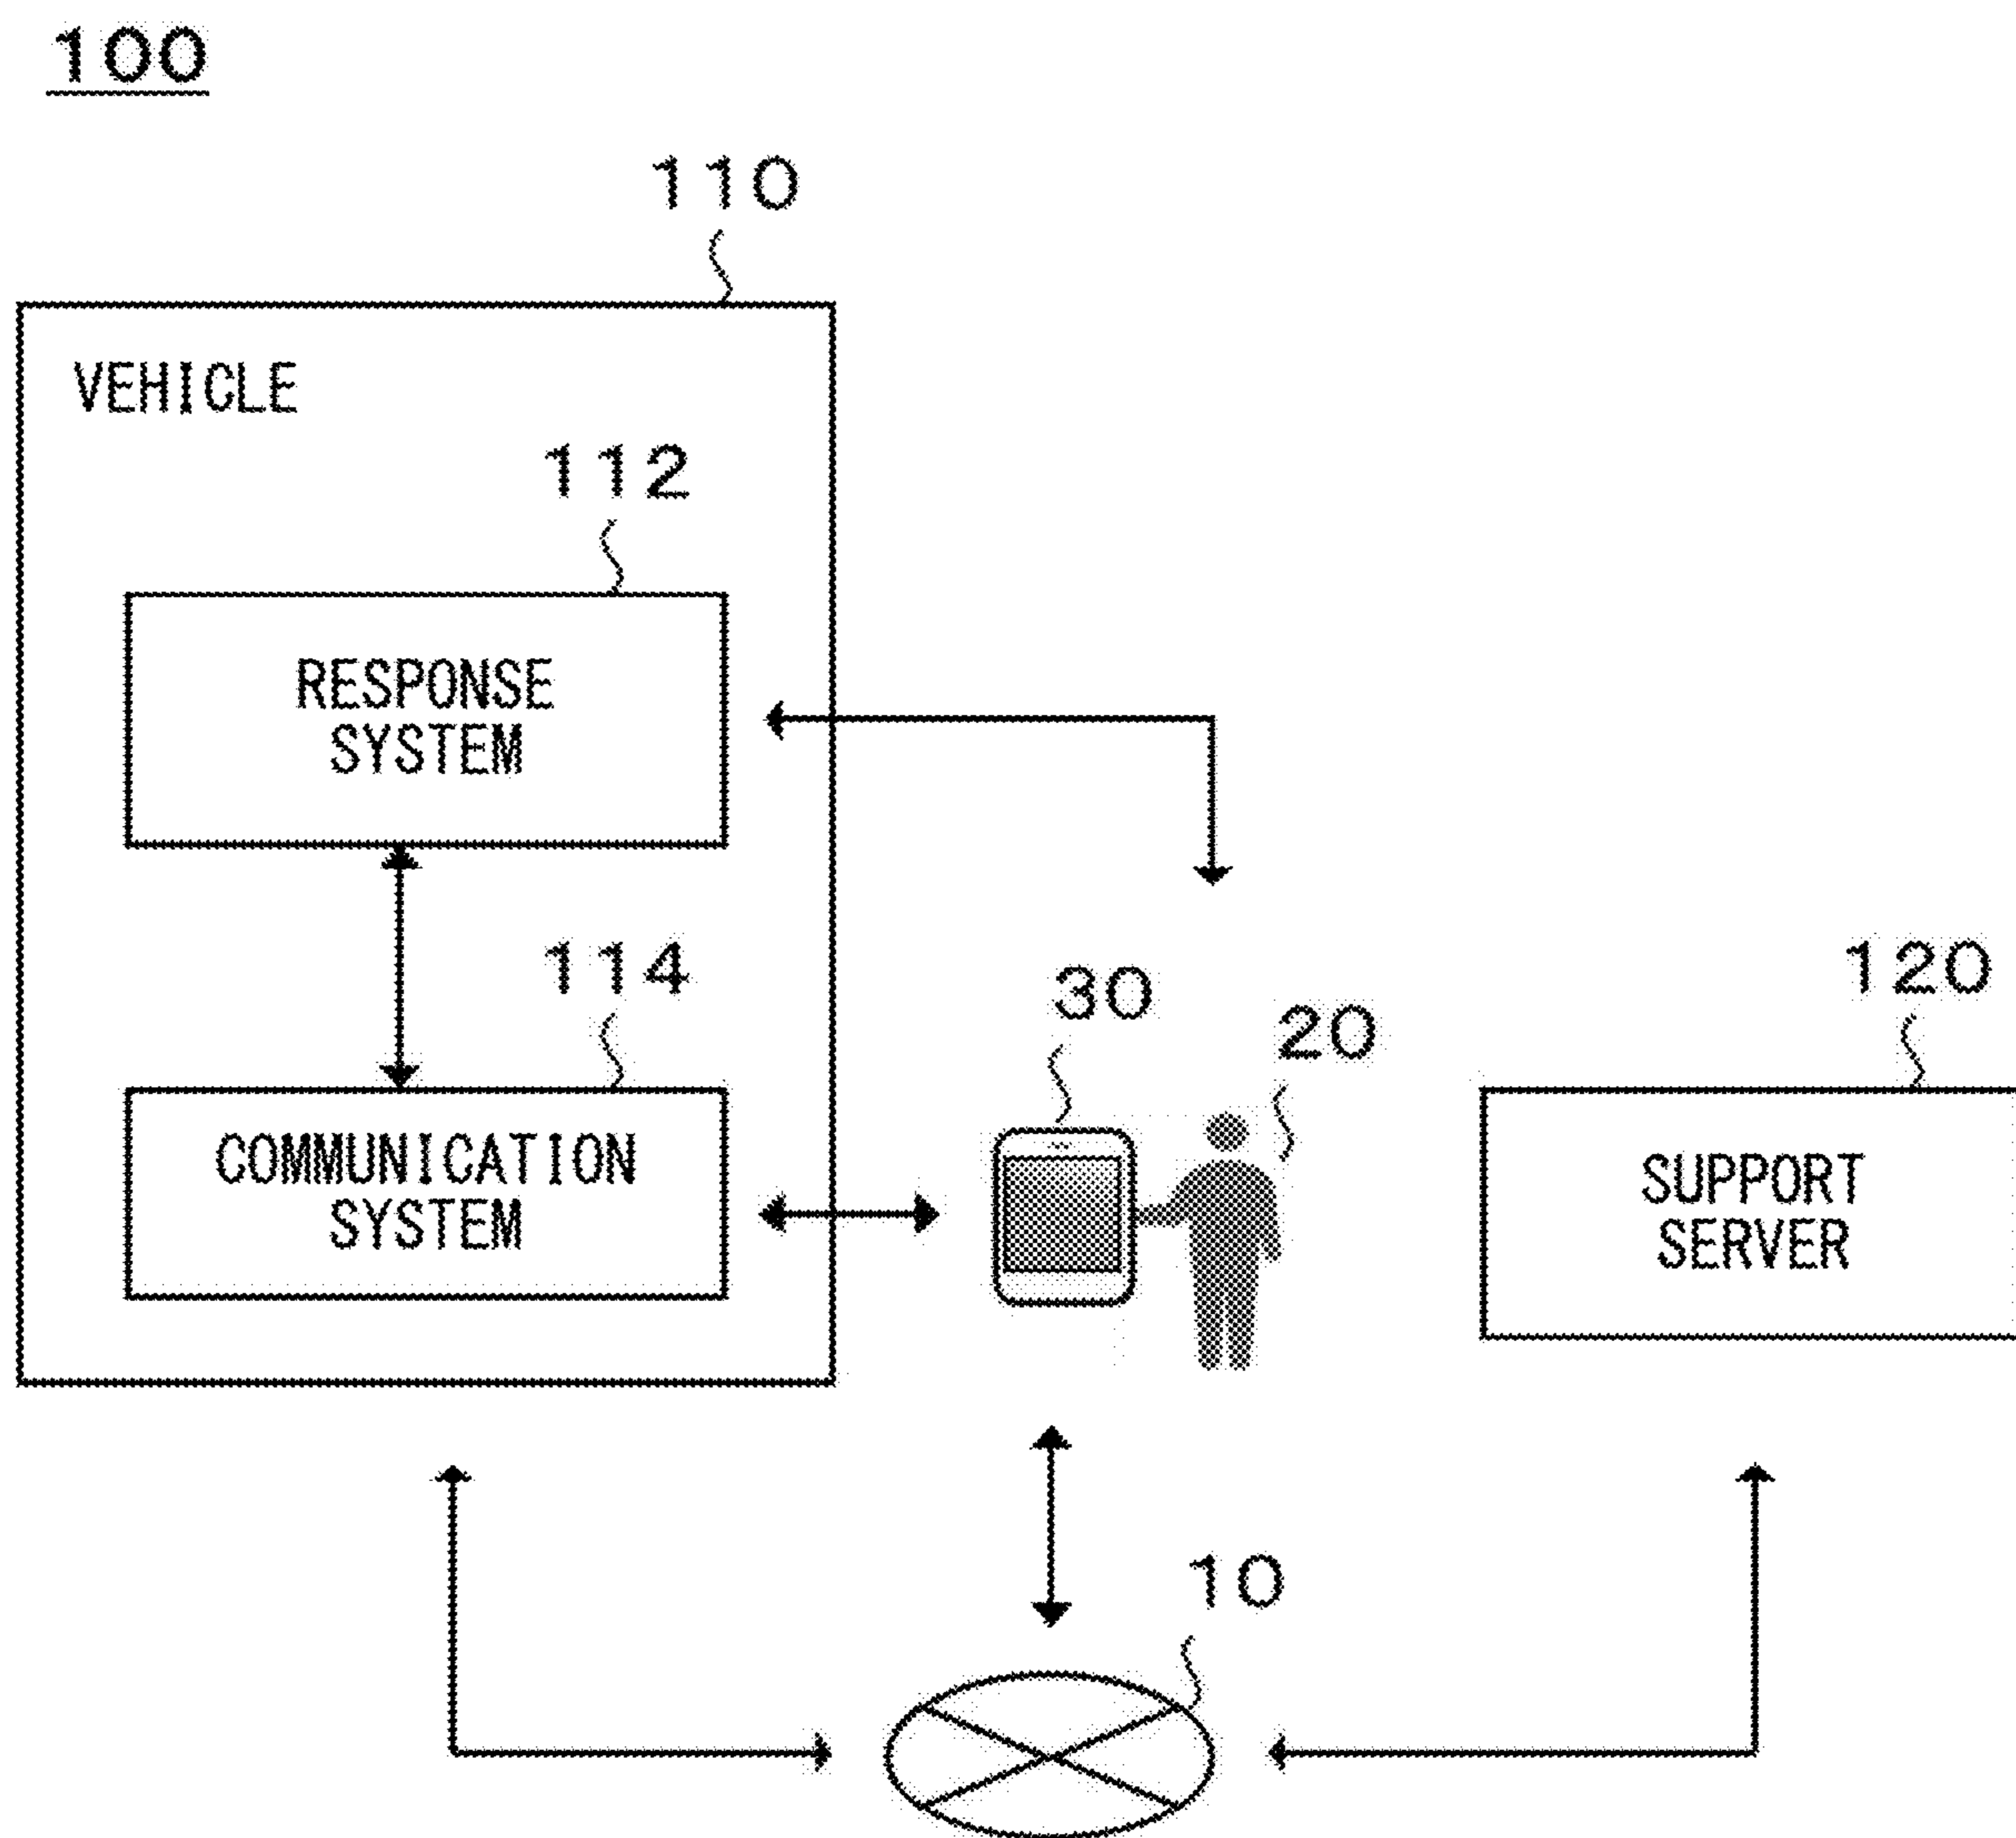 100
110
VEHICLE
112
RESPONSE
SYSTEM
114
COMMUNICATION
SYSTEM
30
20
120
SUPPORT
SERVER
10